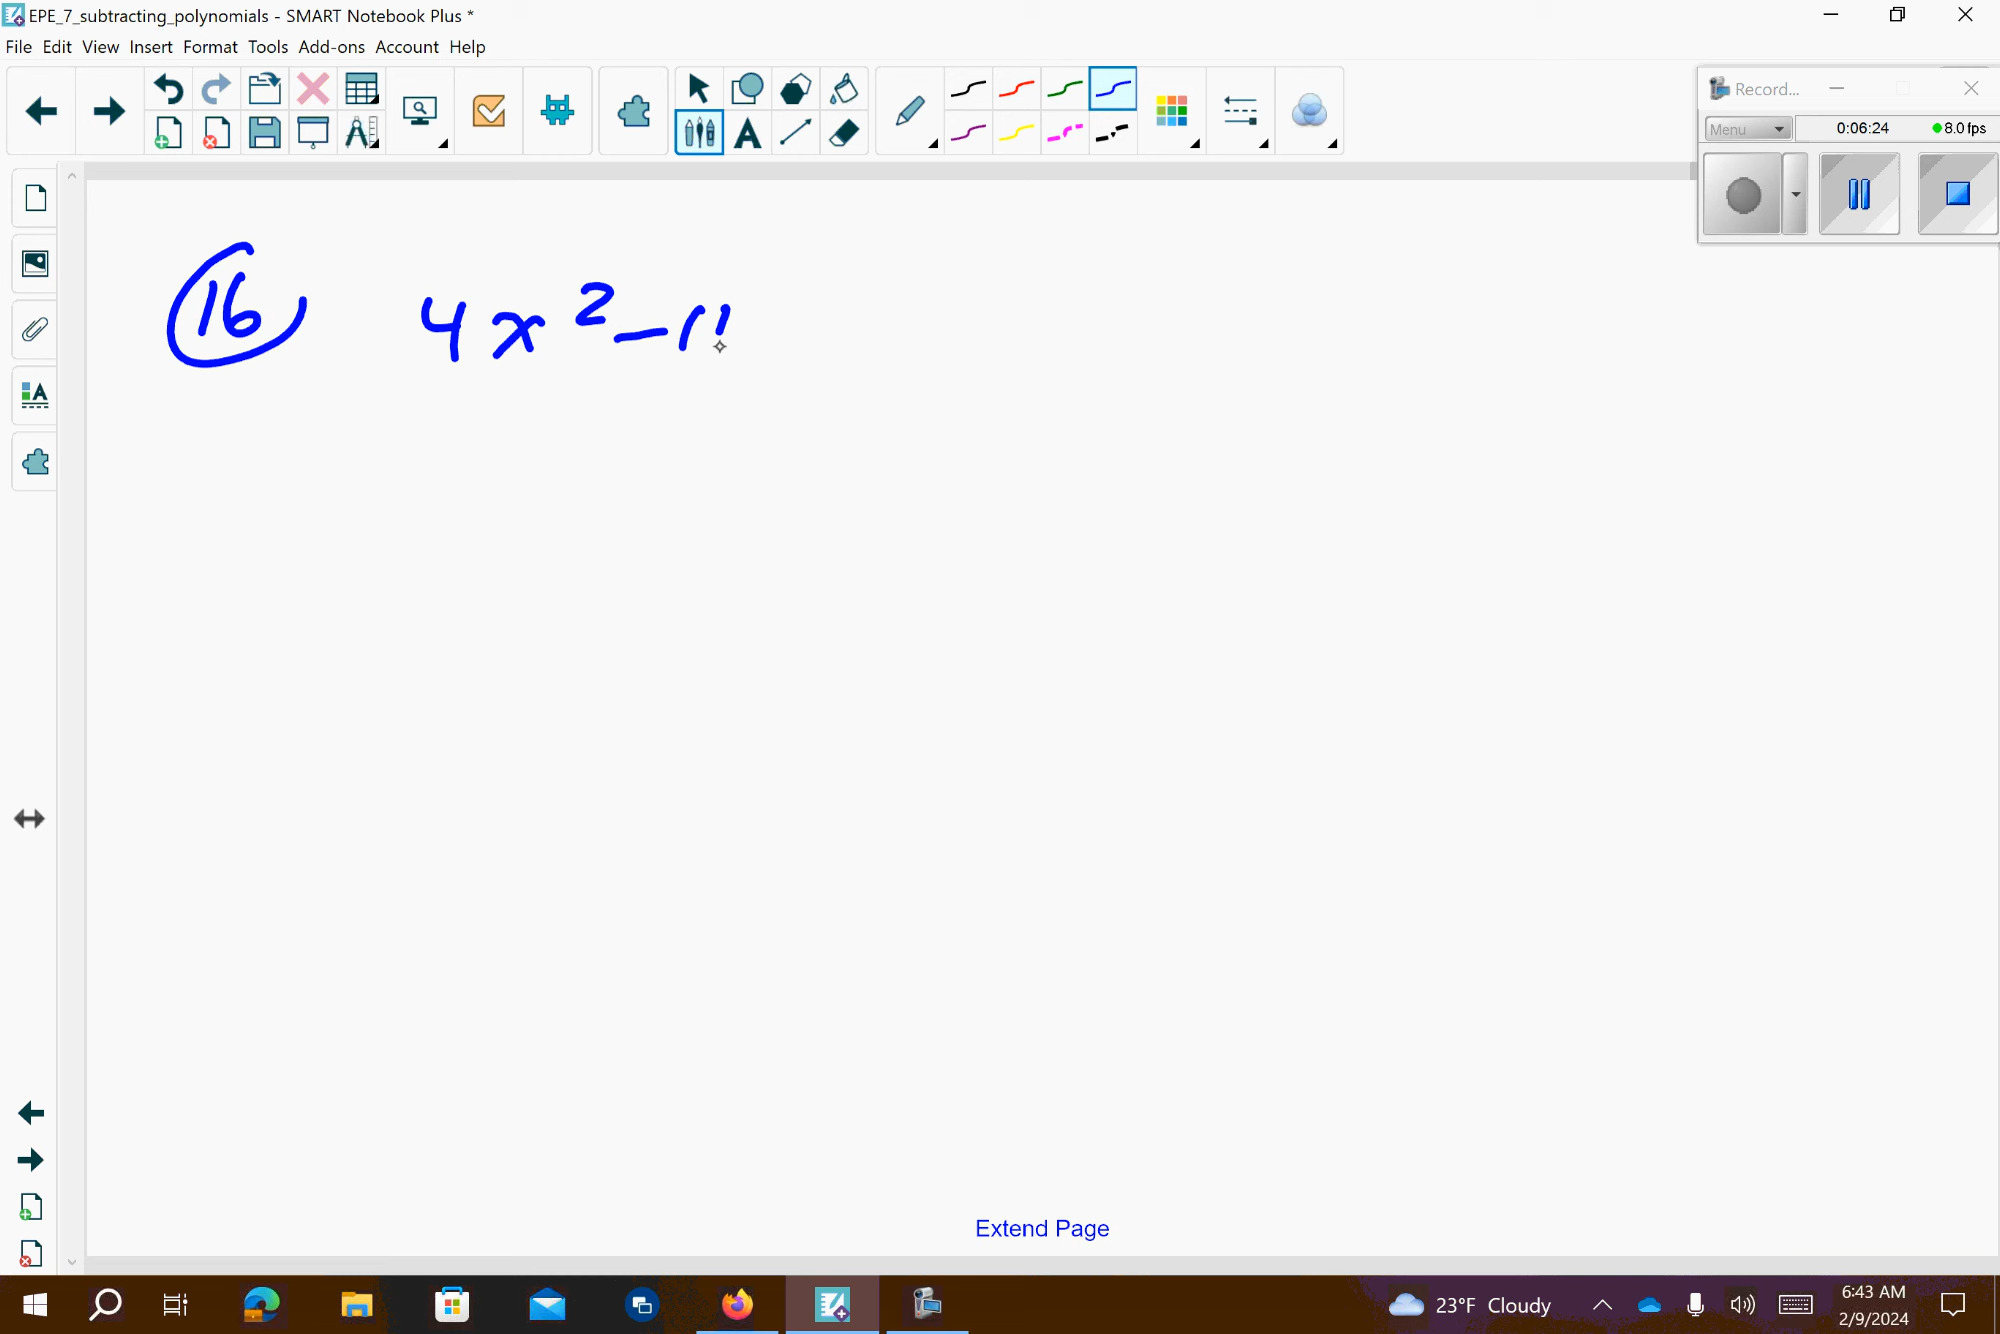 EPE_7_subtracting_polynomials - SMART Notebook Plus *
File Edit View Insert Format Tools Add-ons Account Help
Record...
Menu 0:06:24 8.0 fps
16 4x² - 11
Extend Page
23°F Cloudy
6:43 AM
2/9/2024